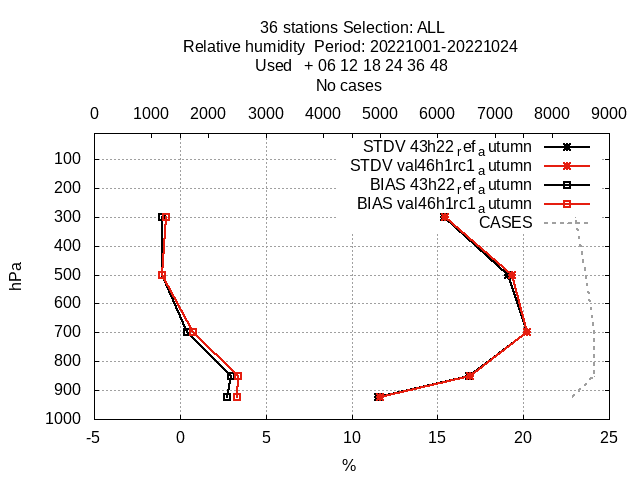 36 stations Selection: ALL
Relative humidity  Period: 20221001-20221024
Used   + 06 12 18 24 36 48
No cases
0 1000 2000 3000 4000 5000 6000 7000 8000 9000
STDV 43h22ref_autumn
STDV val46h1rc1_autumn
BIAS 43h22ref_autumn
BIAS val46h1rc1_autumn
CASES
100
200
300
400
500
600
700
800
900
1000
hPa
-5 0 5 10 15 20 25
%